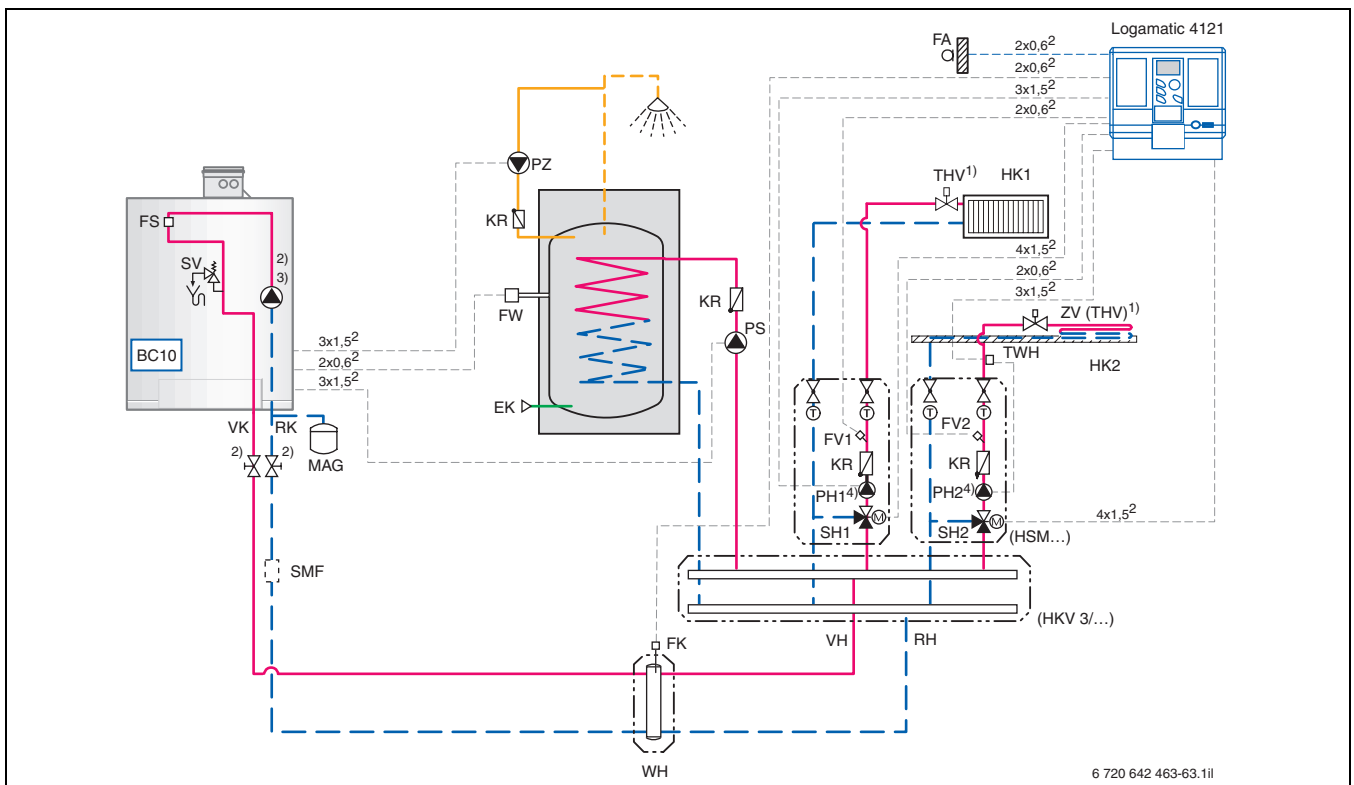 Logamatic 4121
FA
2x0,6²
2x0,6²
3x1,5²
2x0,6²
PZ
THV¹⁾
HK1
FS
KR
2)
SV
3)
4x1,5²
FW
KR
2x0,6²
PS
3x1,5²
ZV (THV)¹⁾
BC10
3x1,5²
TWH
2x0,6²
HK2
3x1,5²
EK
T
T
T
T
VK
RK
MAG
FV1
FV2
2)
2)
KR
KR
PH1⁴⁾
PH2⁴⁾
M
M
4x1,5²
SH1
SH2
(HSM...)
SMF
(HKV 3/...)
FK
VH
RH
WH
6 720 642 463-63.1il